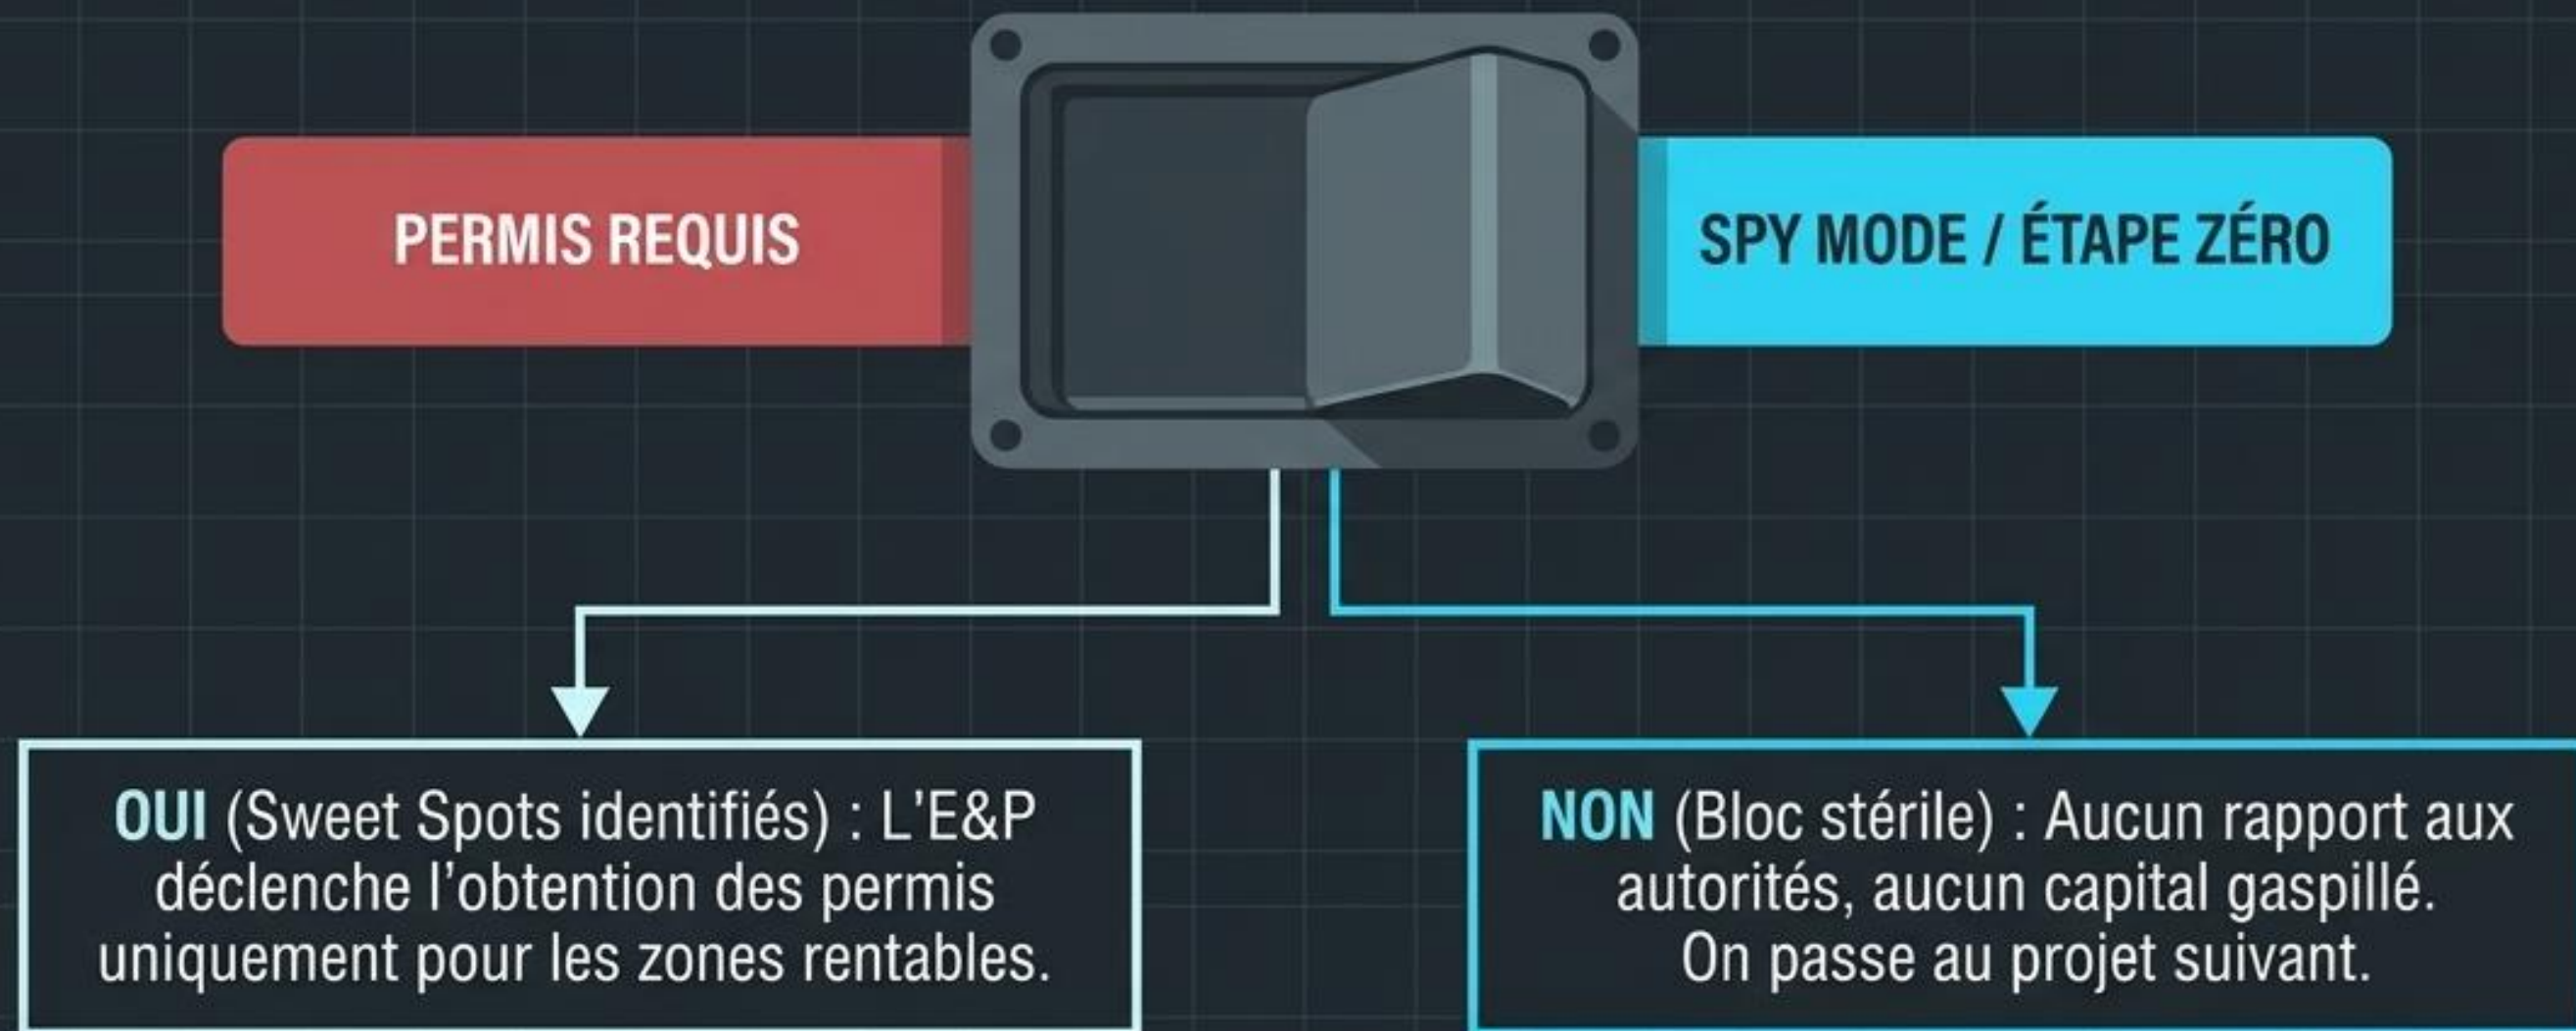 PERMIS REQUIS
SPY MODE / ÉTAPE ZÉRO
OUI (Sweet Spots identifiés) : L’E&P
déclenche l’obtention des permis
uniquement pour les zones rentables.
NON (Bloc stérile) : Aucun rapport aux
autorités, aucun capital gaspillé.
On passe au projet suivant.